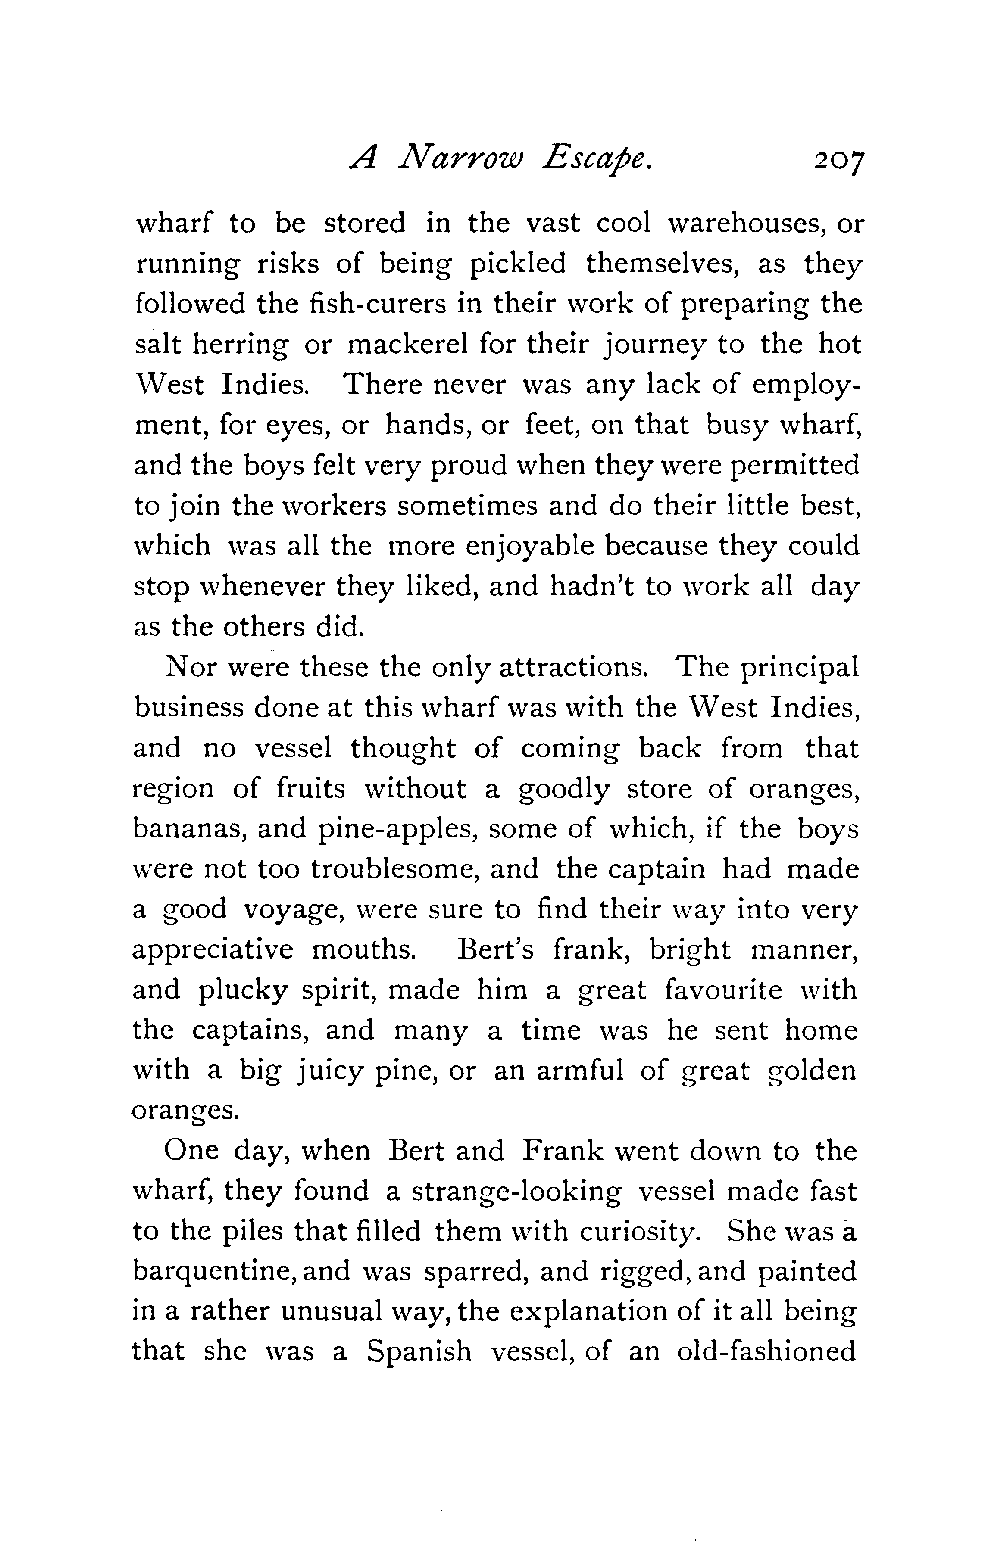 A Narrow Escape. 207
wharf to be stored in the vast cool warehouses, or
running risks of being pickled themselves, as they
followed the fish-curers in their work of preparing the
salt herring or mackerel for their journey to the hot
West Indies. There never was any lack of employ-
ment, for eyes, or hands, or feet, on that busy wharf,
and the boys felt very proud when they were permitted
to join the workers sometimes and do their little best,
which was all the more enjoyable because they could
stop whenever they liked, and hadn't to work all day
as the others did.
Nor were these the only attractions. The principal
business done at this wharf was with the West Indies,
and no vessel thought of coming back from that
region of fruits without a goodly store of oranges,
bananas, and pine-apples, some of which, if the boys
were not too troublesome, and the captain had made
a good voyage, were sure to find their way into very
appreciative mouths. Bert's frank, bright manner,
and plucky spirit, made him a great favourite with
the captains, and many a time was he sent home
with a big juicy pine, or an armful of great golden
oranges.
One day, when Bert and Frank went down to the
wharf, they found a strange-looking vessel made fast
to the piles that filled them with curiosity. She was a
barquentine, and was sparred, and rigged, and painted
in a rather unusual way, the explanation of it all being
that she was a Spanish vessel, of an old-fashioned